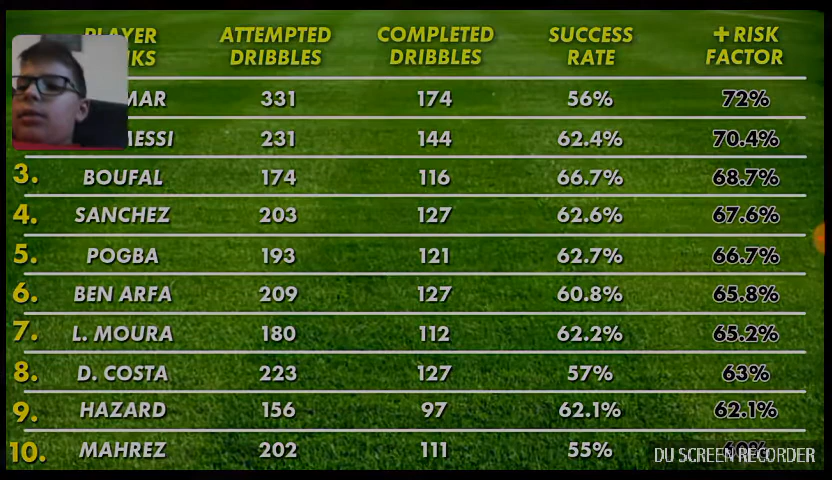 PLAYER ATTEMPTED COMPLETED SUCCESS +RISK
DRIBBLES DRIBBLES RATE FACTOR
331 174 56% 72%
MESSI 231 144 62.4% 70.4%
3. BOUFAL 174 116 66.7% 68.7%
4. SANCHEZ 203 127 62.6% 67.6%
5. POGBA 193 121 62.7% 66.7%
6. BEN ARFA 209 127 60.8% 65.8%
7. L. MOURA 180 112 62.2% 65.2%
8. D. COSTA 223 127 57% 63%
9. HAZARD 156 97 62.1% 62.1%
10. MAHREZ 202 111 55%
DU SCREEN RECORDER